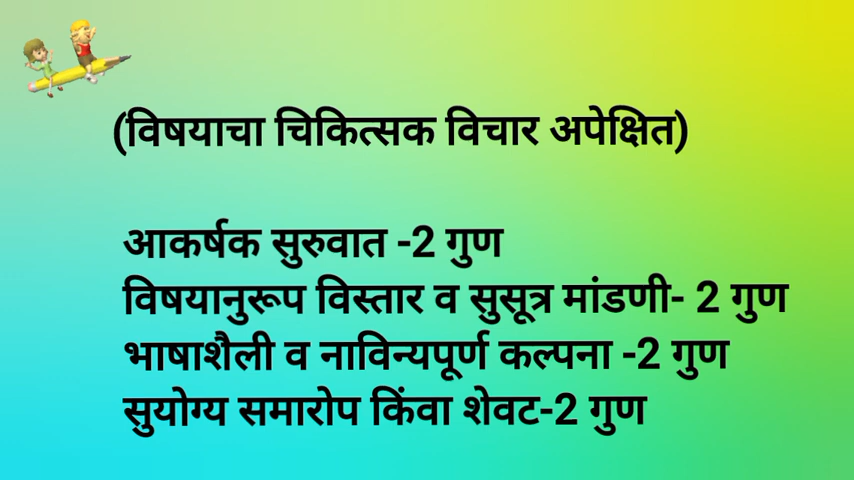 (विषयाचा चिकित्सक विचार अपेक्षित)
आकर्षक सुरुवात -2 गुण
विषयानुरूप विस्तार व सुसूत्र मांडणी- 2 गुण
भाषाशैली व नाविन्यपूर्ण कल्पना -2 गुण
सुयोग्य समारोप किंवा शेवट-2 गुण